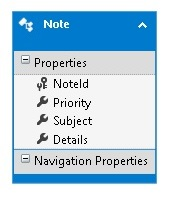 Note
Properties
NoteId
Priority
Subject
Details
Navigation Properties